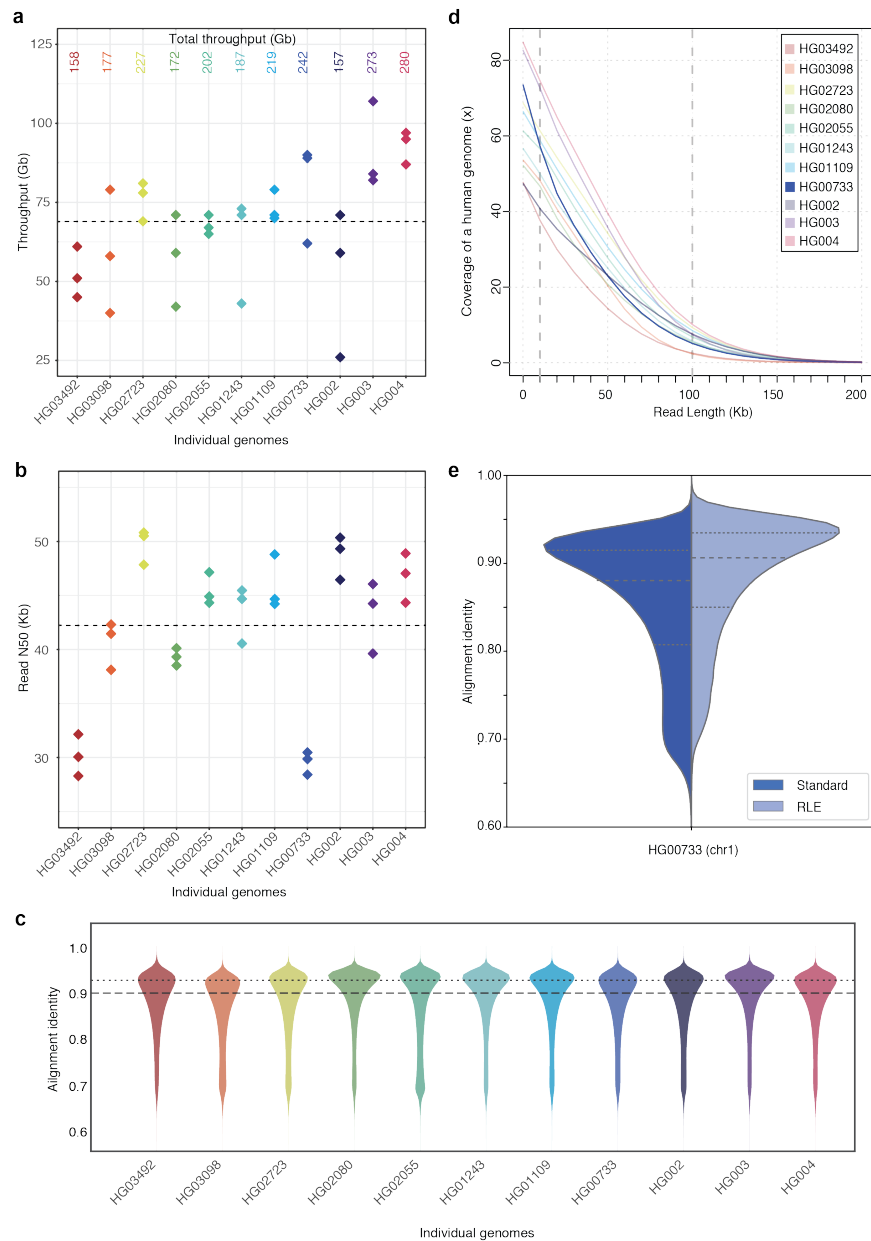 a
Total throughput (Gb)
158 177 227 172 202 187 219 242 157 273 280
125
100
75
50
25
Throughput (Gb)
HG03492 HG03098 HG02723 HG02080 HG02055 HG01243 HG01109 HG00733 HG002 HG003 HG004
Individual genomes
b
50
40
30
Read N50 (Kb)
HG03492 HG03098 HG02723 HG02080 HG02055 HG01243 HG01109 HG00733 HG002 HG003 HG004
Individual genomes
c
1.0
0.9
0.8
0.7
0.6
Ailgnment identity
HG03492 HG03098 HG02723 HG02080 HG02055 HG01243 HG01109 HG00733 HG002 HG003 HG004
Individual genomes
d
80
60
40
20
0
Coverage of a human genome (x)
HG03492
HG03098
HG02723
HG02080
HG02055
HG01243
HG01109
HG00733
HG002
HG003
HG004
0 50 100 150 200
Read Length (Kb)
e
1.00
0.90
0.80
0.70
0.60
Alignment identity
Standard
RLE
HG00733 (chr1)